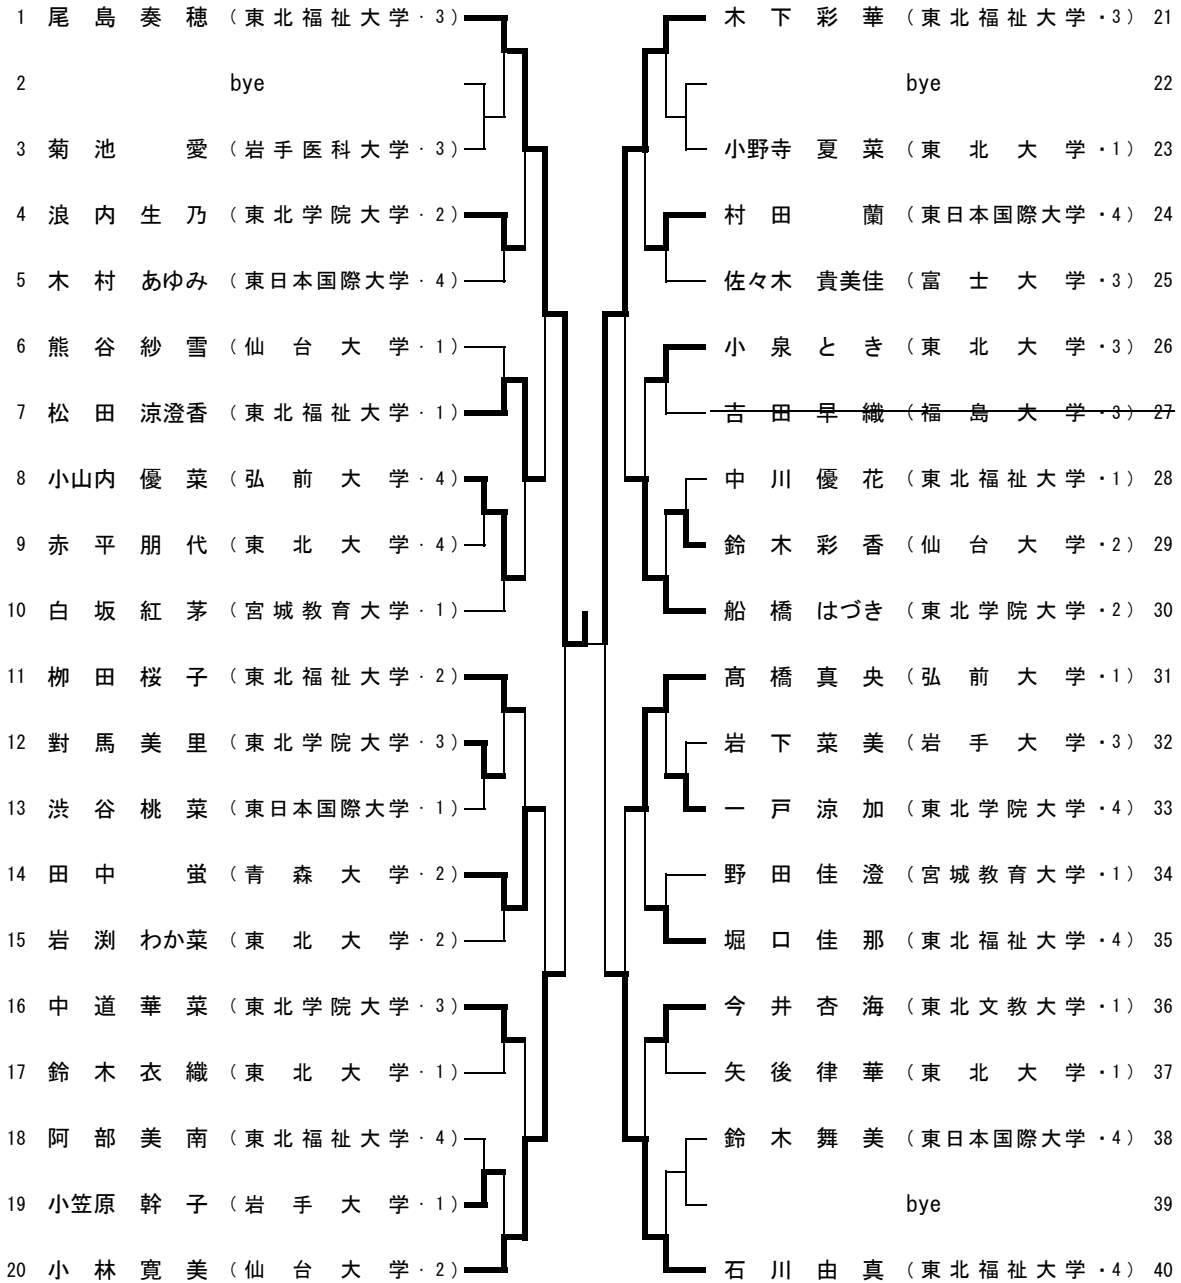 1 尾島奏穂 (東北福祉大学・3)
2 bye
3 菊池 愛 (岩手医科大学・3)
4 浪内生乃 (東北学院大学・2)
5 木村あゆみ (東日本国際大学・4)
6 熊谷紗雪 (仙台大学・1)
7 松田涼澄香 (東北福祉大学・1)
8 小山内優菜 (弘前大学・4)
9 赤平朋代 (東北大学・4)
10 白坂紅茅 (宮城教育大学・1)
11 栁田桜子 (東北福祉大学・2)
12 對馬美里 (東北学院大学・3)
13 渋谷桃菜 (東日本国際大学・1)
14 田中 蛍 (青森大学・2)
15 岩渕わか菜 (東北大学・2)
16 中道華菜 (東北学院大学・3)
17 鈴木衣織 (東北大学・1)
18 阿部美南 (東北福祉大学・4)
19 小笠原幹子 (岩手大学・1)
20 小林寛美 (仙台大学・2)
木下彩華 (東北福祉大学・3) 21
bye 22
小野寺夏菜 (東北大学・1) 23
村田 蘭 (東日本国際大学・4) 24
佐々木貴美佳 (富士大学・3) 25
小泉とき (東北大学・3) 26
吉田早織 (福島大学・3) 27
中川優花 (東北福祉大学・1) 28
鈴木彩香 (仙台大学・2) 29
船橋はづき (東北学院大学・2) 30
髙橋真央 (弘前大学・1) 31
岩下菜美 (岩手大学・3) 32
一戸涼加 (東北学院大学・4) 33
野田佳澄 (宮城教育大学・1) 34
堀口佳那 (東北福祉大学・4) 35
今井杏海 (東北文教大学・1) 36
矢後律華 (東北大学・1) 37
鈴木舞美 (東日本国際大学・4) 38
bye 39
石川由真 (東北福祉大学・4) 40